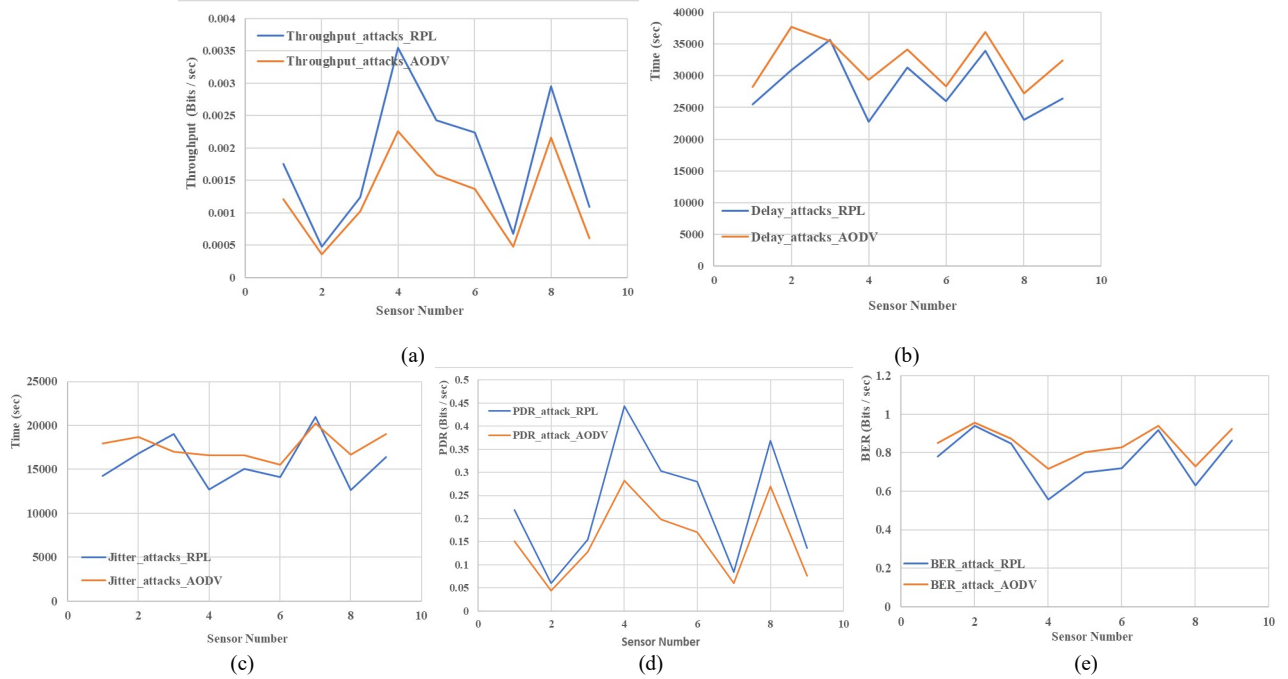 Throughput (Bits / sec)
0.004
0.0035
0.003
0.0025
0.002
0.0015
0.001
0.0005
0
Throughput_attacks_RPL
Throughput_attacks_AODV
0 2 4 6 8 10
Sensor Number
(a)
Time (sec)
40000
35000
30000
25000
20000
15000
10000
5000
0
Delay_attacks_RPL
Delay_attacks_AODV
0 2 4 6 8 10
Sensor Number
(b)
Time (sec)
25000
20000
15000
10000
5000
0
Jitter_attacks_RPL
Jitter_attacks_AODV
0 2 4 6 8 10
Sensor Number
(c)
PDR (Bits / sec)
0.5
0.45
0.4
0.35
0.3
0.25
0.2
0.15
0.1
0.05
0
PDR_attack_RPL
PDR_attack_AODV
0 2 4 6 8 10
Sensor Number
(d)
BER (Bits / sec)
1.2
1
0.8
0.6
0.4
0.2
0
BER_attack_RPL
BER_attack_AODV
0 2 4 6 8 10
Sensor Number
(e)